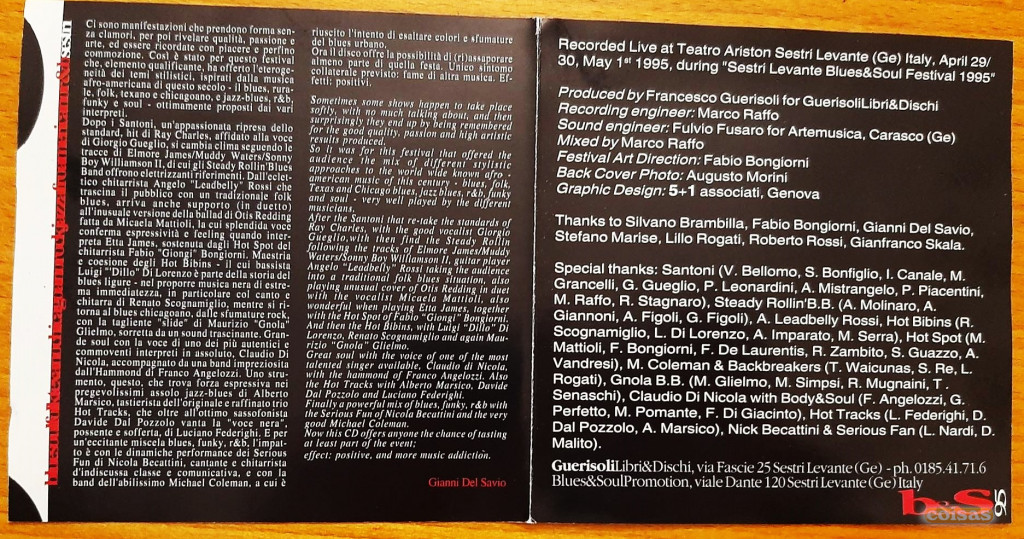 Ci sono manifestazioni che prendono forma sen-
za clamori, per poi rivelare qualità, passione e
arte, ed essere ricordate con piacere e perfino
commozione. Così è stato per questo festival
che, elemento qualificante, ha offerto l'eteroge-
neità dei temi stilistici, ispirati dalla musica
afro-americana di questo secolo - il blues, rura-
le, folk, texano e chicagoano, e jazz-blues, r&b,
funky e soul - ottimamente proposti dai vari
interpreti.
Dopo i Santoni, un'appassionata ripresa dello
standard, hit di Ray Charles, affidato alla voce
di Giorgio Gueglio, si cambia clima seguendo le
tracce di Elmore James/Muddy Waters/Sonny
Boy Williamson II, di cui gli Steady Rollin'Blues
Band offrono elettrizzanti riferimenti. Dall'eclet-
tico chitarrista Angelo "Leadbelly" Rossi che
trascina il pubblico con tradizionale folk
blues, arriva anche supporto (in duetto)
all'inusuale versione della ballad di Otis Redding
fatta da Micaela Mattioli, la cui splendida voce
conferma espressività e feeling quando inter-
preta Etta James, sostenuta dagli Hot Spot del
chitarrista Fabio "Giongi" Bongiorni. Maestria
e coesione degli Hot Bibins - il cui bassista
Luigi "Dillo" Di Lorenzo è parte della storia del
blues ligure - nel proporre musica nera di estre-
ma immediatezza, in particolar col canto e
chitarra di Renato Scognamiglio, mentre si ri-
torna al blues chicagoano, dalle sfumature rock,
con la tagliente "slide" di Maurizio "Gnola"
Glielmo, sorretta da un sound trascinante. Gran-
de soul con la voce di uno dei più autentici e
commoventi interpreti in assoluto, Claudio Di
Nicola, accompagnato da una band impreziosita
dall'Hammond di Franco Angelozzi. Uno stru-
mento, questo, che trova forza espressiva nei
pregevolissimi assolo jazz-blues di Alberto
Marsico, tastierista dell'originale e raffinato trio
Hot Tracks, che oltre all'ottimo sassofonista
Davide Dal Pozzolo vanta la "voce nera",
possente e sofferta, di Luciano Federighi. E per
un'eccitante miscela blues, funky, r&b, l'impat-
to è con le dinamiche performance dei Serious
Fun di Nicola Becattini, cantante e chitarrista
d'indiscussa classe e comunicativa, e con la
band dell'abilissimo Michael Coleman, a cui è
riuscito l'intento di esaltare colori e sfumature
del blues urbano.
Ora il disco offre la possibilità di (ri)assaporare
almeno parte di quella festa. Unico sintomo
collaterale previsto: fame di altra musica. Ef-
fetti: positivi.
Sometimes some shows happen to take place
softly, with no much talking about, and then
surprisingly they end up by being remembered
for the good quality, passion and high artistic
results produced.
So it was for this festival that offered the
audience the mix of different stylistic
approaches to the world wide known afro -
american music of this century - blues, folk,
Texas and Chicago blues, jazz blues, r&b, funky
and soul - very well played by the different
musicians.
After the Santoni that re-take the standards of
Ray Charles, with the good vocalist Giorgio
Gueglio, with then find the Steady Rollin
following the tracks of Elmore James/Muddy
Waters/Sonny Boy Williamson II, guitar player
Angelo "Leadbelly" Rossi taking the audience
into a traditional folk blues situation, also
playing unusual cover of Otis Redding in duet
with the vocalist Micaela Mattioli, also
wonderful when playing Etta James, together
with the Hot Spot of Fabio "Giongi" Bongiorni.
And then the Hot Bibins, with Luigi "Dillo" Di
Lorenzo, Renato Scognamiglio and again Mau-
rizio "Gnola" Glielmo.
Great soul with the voice of one of the most
talented singer available, Claudio di Nicola,
with the hammond of Franco Angelozzi. Also
the Hot Tracks with Alberto Marsico, Davide
Dal Pozzolo and Luciano Federighi.
Finally a powerful mix of blues, funky, r&b with
the Serious Fan of Nicola Becattini and the very
good Michael Coleman.
Now this CD offers anyone the chance of tasting
at least part of the event;
effect: positive, and more music addiction.
Gianni Del Savio
Recorded Live at Teatro Ariston Sestri Levante (Ge) Italy, April 29/
30, May 1st 1995, during "Sestri Levante Blues&Soul Festival 1995"
Produced by Francesco Guerisoli for GuerisoliLibri&Dischi
Recording engineer: Marco Raffo
Sound engineer: Fulvio Fusaro for Artemusica, Carasco (Ge)
Mixed by Marco Raffo
Festival Art Direction: Fabio Bongiorni
Back Cover Photo: Augusto Morini
Graphic Design: 5+1 associati, Genova
Thanks to Silvano Brambilla, Fabio Bongiorni, Gianni Del Savio,
Stefano Marise, Lillo Rogati, Roberto Rossi, Gianfranco Skala.
Special thanks: Santoni (V. Bellomo, S. Bonfiglio, I. Canale, M.
Grancelli, G. Gueglio, P. Leonardini, A. Mistrangelo, P. Piacentini,
M. Raffo, R. Stagnaro), Steady Rollin'B.B. (A. Molinaro, A.
Giannoni, A. Figoli, G. Figoli), A. Leadbelly Rossi, Hot Bibins (R.
Scognamiglio, L. Di Lorenzo, A. Imparato, M. Serra), Hot Spot (M.
Mattioli, F. Bongiorni, F. De Laurentis, R. Zambito, S. Guazzo, A.
Vandresi), M. Coleman & Backbreakers (T. Waicunas, S. Re, L.
Rogati), Gnola B.B. (M. Glielmo, M. Simpsi, R. Mugnaini, T .
Senaschi), Claudio Di Nicola with Body&Soul (F. Angelozzi, G.
Perfetto, M. Pomante, F. Di Giacinto), Hot Tracks (L. Federighi, D.
Dal Pozzolo, A. Marsico), Nick Becattini & Serious Fan (L. Nardi, D.
Malito).
GuerisoliLibri&Dischi, via Fascie 25 Sestri Levante (Ge) - ph. 0185.41.71.6
Blues&SoulPromotion, viale Dante 120 Sestri Levante (Ge) Italy
b&S 95
coisas